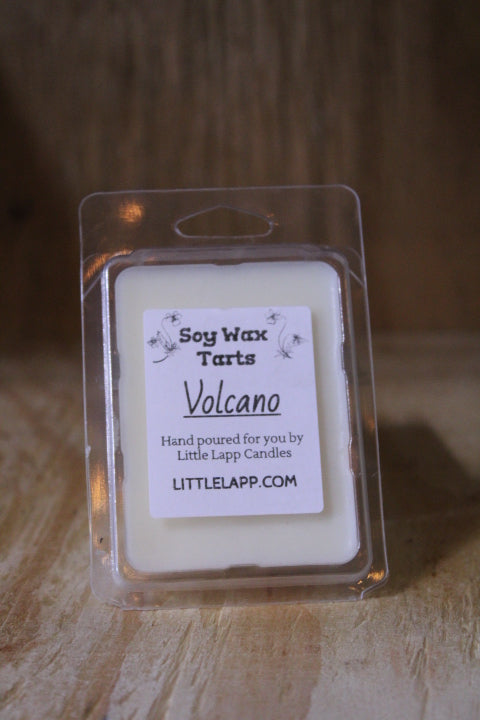 Soy Wax
Tarts
Volcano
Hand poured for you by
Little Lapp Candles
LITTLELAPP.COM